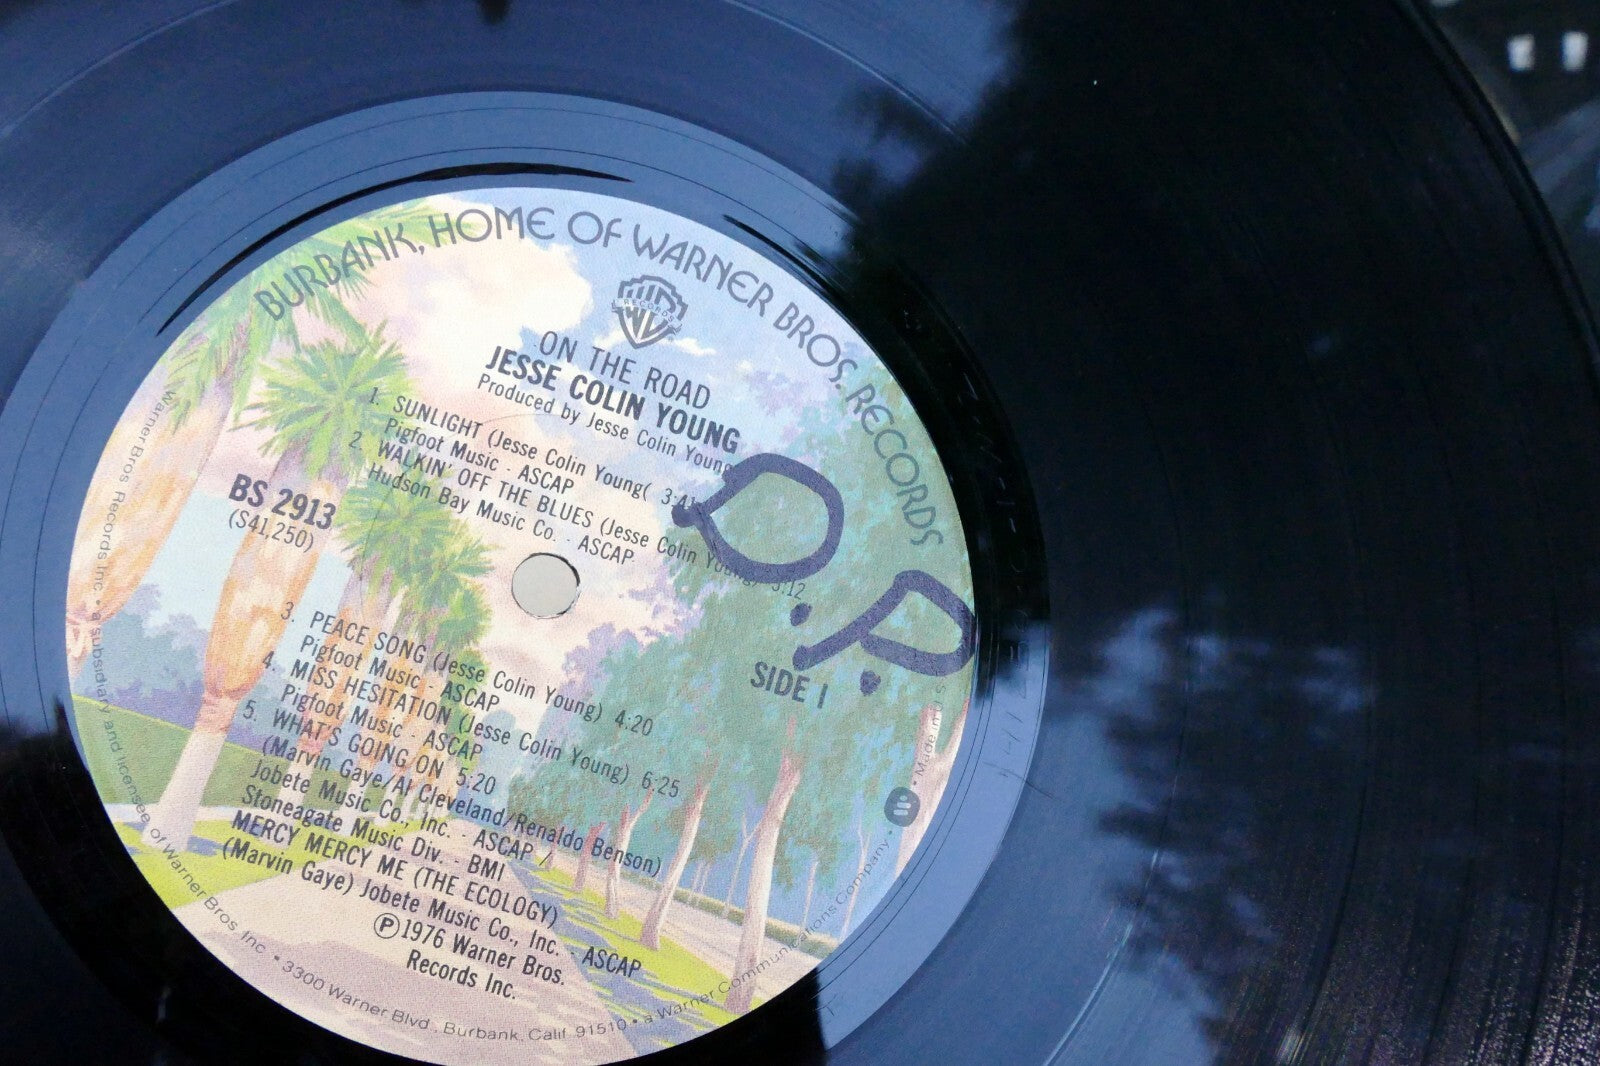 BURBANK, HOME OF WARNER BROS. RECORDS
RECORDS
ON THE ROAD
JESSE COLIN YOUNG
Produced by Jesse Colin Young
1. SUNLIGHT (Jesse Colin Young( 3:41
Pigfoot Music - ASCAP
2. WALKIN' OFF THE BLUES (Jesse Colin Young) 3:12
Hudson Bay Music Co. - ASCAP
BS 2913
(S41,250)
O.P.
SIDE 1
3. PEACE SONG (Jesse Colin Young) 4:20
Pigfoot Music - ASCAP
4. MISS HESITATION (Jesse Colin Young) 6:25
Pigfoot Music - ASCAP
5. WHAT'S GOING ON 5:20
(Marvin Gaye/Al Cleveland/Renaldo Benson)
Jobete Music Co., Inc. - ASCAP /
Stoneagate Music Div. - BMI
MERCY MERCY ME (THE ECOLOGY)
(Marvin Gaye) Jobete Music Co., Inc. - ASCAP
℗ 1976 Warner Bros.
Records Inc.
Warner Bros Records Inc • a subsidiary and licensee of Warner Bros. Inc • 3300 Warner Blvd., Burbank, Calif. 91510 • a Warner Communications Company • Made in U S